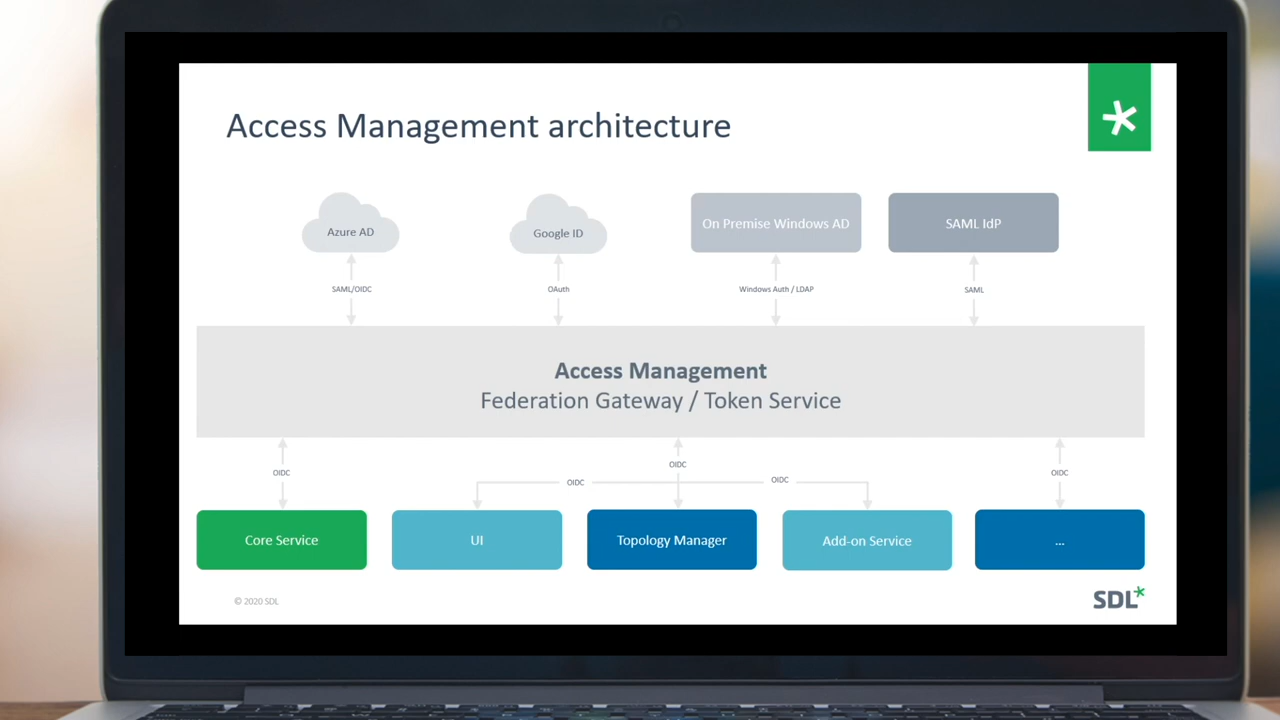 Access Management architecture
Azure AD
Google ID
On Premise Windows AD
SAML IdP
SAML/OIDC
OAuth
Windows Auth / LDAP
SAML
Access Management
Federation Gateway / Token Service
OIDC
OIDC
OIDC
OIDC
OIDC
Core Service
UI
Topology Manager
Add-on Service
...
© 2020 SDL
SDL*